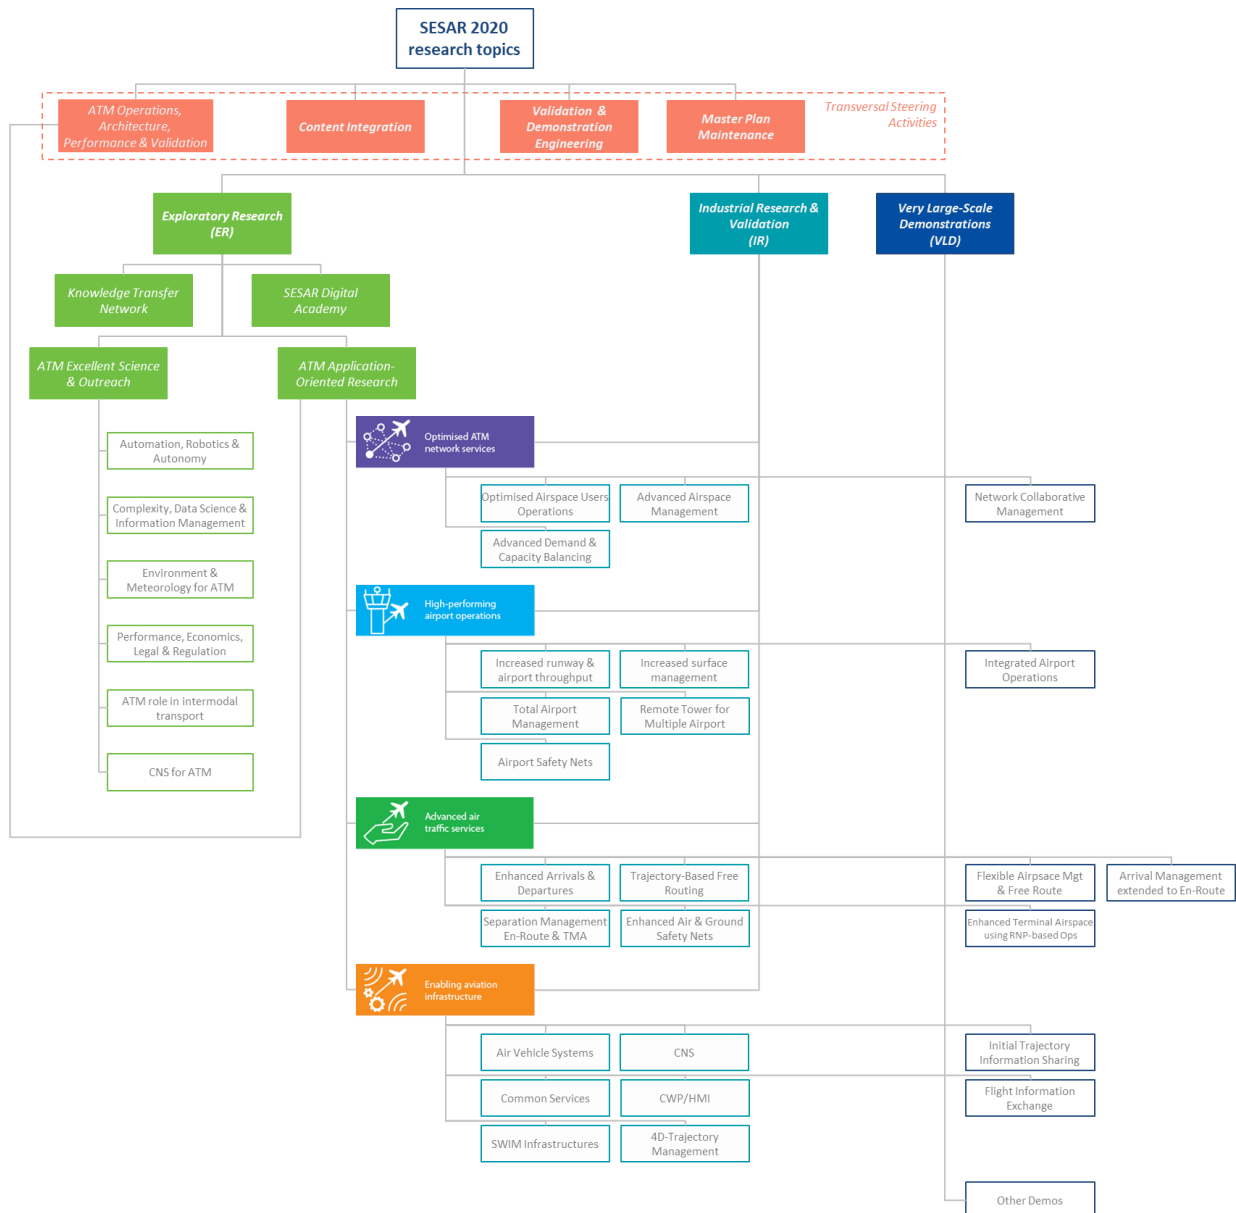 SESAR 2020
research topics
ATM Operations,
Architecture,
Performance & Validation
Content Integration
Validation &
Demonstration
Engineering
Master Plan
Maintenance
Transversal Steering
Activities
Exploratory Research
(ER)
Industrial Research &
Validation
(IR)
Very Large-Scale
Demonstrations
(VLD)
Knowledge Transfer
Network
SESAR Digital
Academy
ATM Excellent Science
& Outreach
ATM Application-
Oriented Research
Automation, Robotics &
Autonomy
Complexity, Data Science &
Information Management
Environment &
Meteorology for ATM
Performance, Economics,
Legal & Regulation
ATM role in intermodal
transport
CNS for ATM
Optimised ATM
network services
Optimised Airspace Users
Operations
Advanced Airspace
Management
Network Collaborative
Management
Advanced Demand &
Capacity Balancing
High-performing
airport operations
Increased runway &
airport throughput
Increased surface
management
Integrated Airport
Operations
Total Airport
Management
Remote Tower for
Multiple Airport
Airport Safety Nets
Advanced air
traffic services
Enhanced Arrivals &
Departures
Trajectory-Based Free
Routing
Flexible Airpsace Mgt
& Free Route
Arrival Management
extended to En-Route
Separation Management
En-Route & TMA
Enhanced Air & Ground
Safety Nets
Enhanced Terminal Airspace
using RNP-based Ops
Enabling aviation
infrastructure
Air Vehicle Systems
CNS
Initial Trajectory
Information Sharing
Common Services
CWP/HMI
Flight Information
Exchange
SWIM Infrastructures
4D-Trajectory
Management
Other Demos